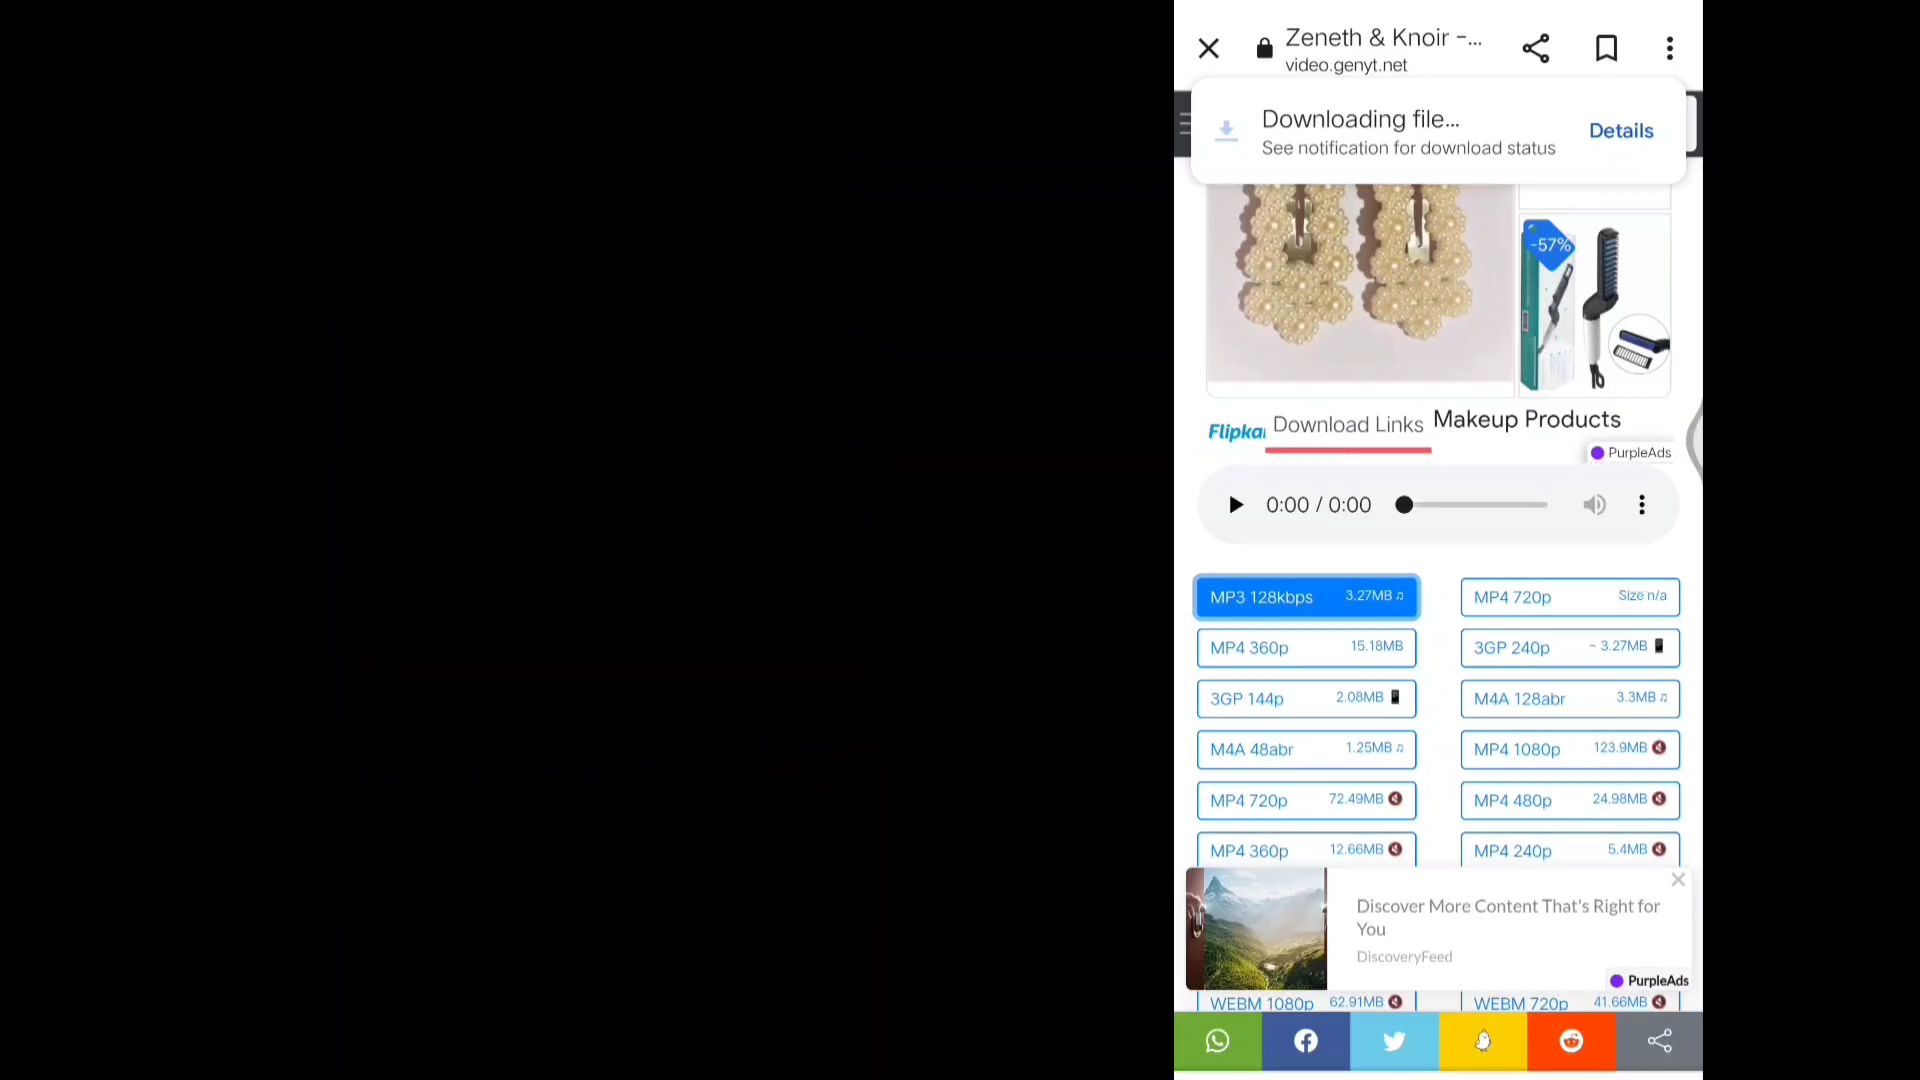 Zeneth & Knoir -...
video.genyt.net
Downloading file...
See notification for download status
Details
-57%
Flipka
Download Links
Makeup Products
PurpleAds
0:00 / 0:00
MP3 128kbps 3.27MB ♫
MP4 720p Size n/a
MP4 360p 15.18MB
3GP 240p ~ 3.27MB
3GP 144p 2.08MB
M4A 128abr 3.3MB ♫
M4A 48abr 1.25MB ♫
MP4 1080p 123.9MB
MP4 720p 72.49MB
MP4 480p 24.98MB
MP4 360p 12.66MB
MP4 240p 5.4MB
Discover More Content That's Right for
You
DiscoveryFeed
PurpleAds
WEBM 1080p 62.91MB
WEBM 720p 41.66MB